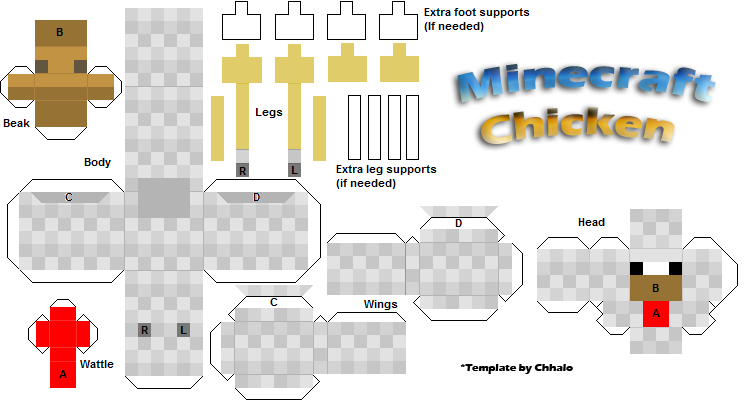 Extra foot supports
(If needed)
B
Minecraft
Chicken
Beak
Legs
Body
R
L
Extra leg supports
(if needed)
C
D
D
Head
B
A
C
Wings
R
L
Wattle
A
*Template by Chhalo